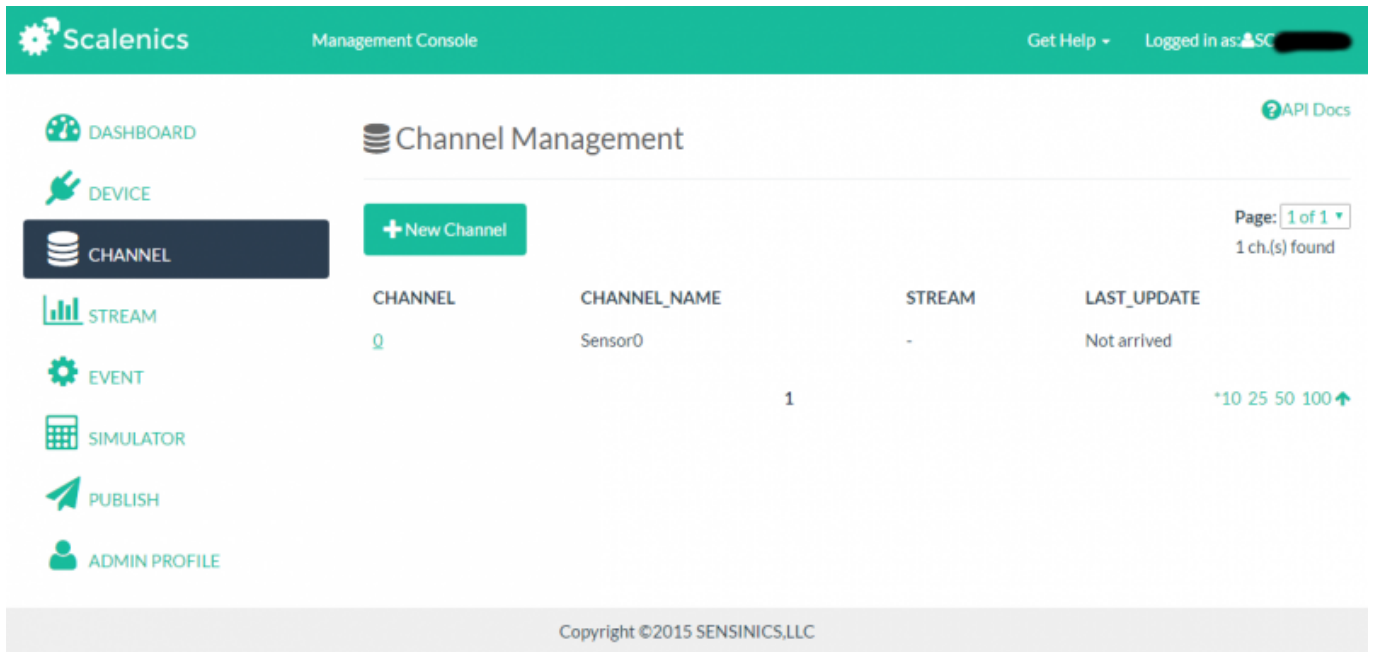 Scalenics
Management Console
Get Help
Logged in as: SC
API Docs
DASHBOARD
DEVICE
CHANNEL
STREAM
EVENT
SIMULATOR
PUBLISH
ADMIN PROFILE
Channel Management
New Channel
Page: 1 of 1
1 ch.(s) found
CHANNEL CHANNEL_NAME STREAM LAST_UPDATE
0 Sensor0 - Not arrived
1 *10 25 50 100
Copyright ©2015 SENSINICS,LLC